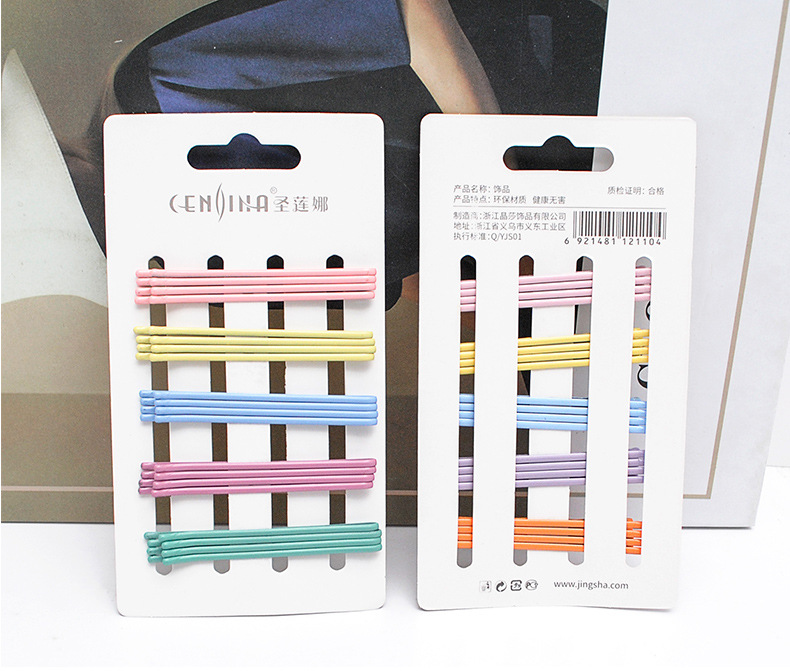 CENDINA® 圣莲娜
产品名称: 饰品 质检证明: 合格
产品特点: 环保材质 健康无害
制造商: 浙江晶莎饰品有限公司
地址: 浙江省义乌市义东工业区
执行标准: Q/YJS01
6 921481 121104
www.jingsha.com